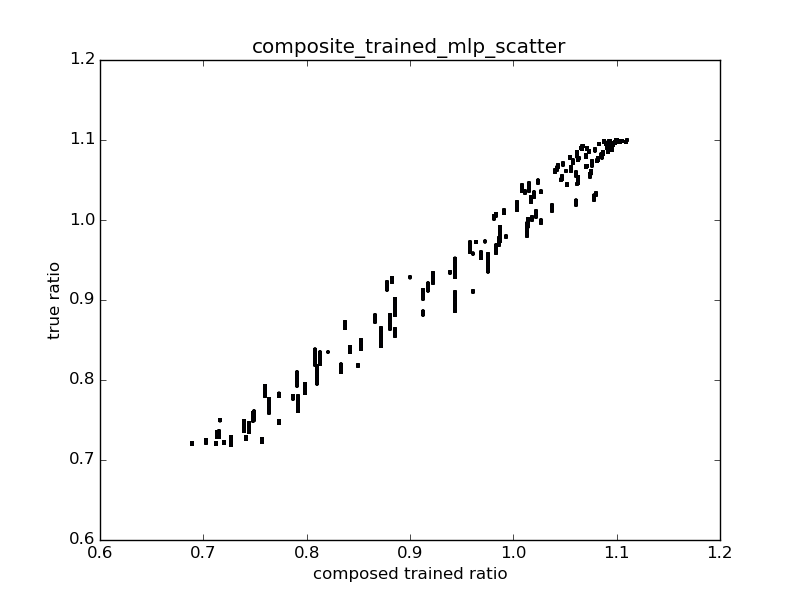 composite_trained_mlp_scatter
1.2
1.1
1.0
0.9
0.8
0.7
0.6
true ratio
0.6 0.7 0.8 0.9 1.0 1.1 1.2
composed trained ratio